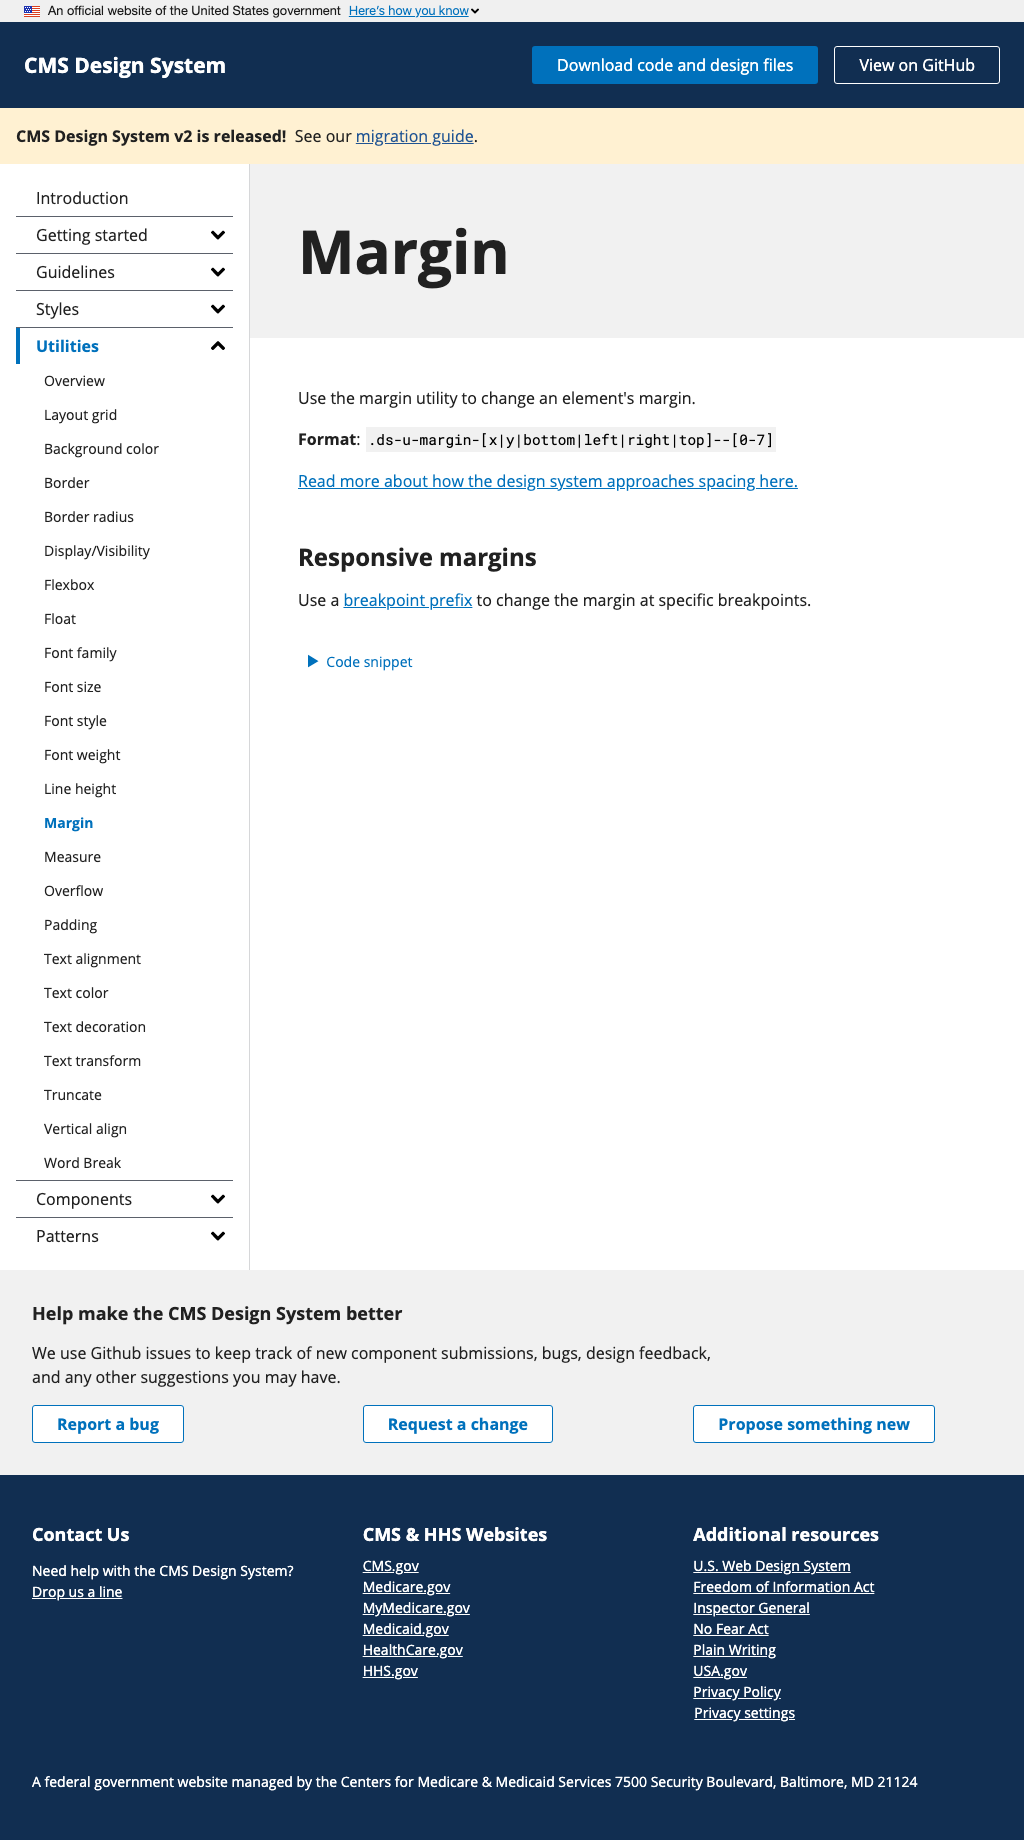 An official website of the United States government Here's how you know
CMS Design System
Download code and design files
View on GitHub
CMS Design System v2 is released! See our migration guide.
Introduction
Getting started
Guidelines
Styles
Utilities
Overview
Layout grid
Background color
Border
Border radius
Display/Visibility
Flexbox
Float
Font family
Font size
Font style
Font weight
Line height
Margin
Measure
Overflow
Padding
Text alignment
Text color
Text decoration
Text transform
Truncate
Vertical align
Word Break
Components
Patterns
Margin
Use the margin utility to change an element's margin.
Format: .ds-u-margin-[x|y|bottom|left|right|top]--[0-7]
Read more about how the design system approaches spacing here.
Responsive margins
Use a breakpoint prefix to change the margin at specific breakpoints.
Code snippet
Help make the CMS Design System better
We use Github issues to keep track of new component submissions, bugs, design feedback,
and any other suggestions you may have.
Report a bug
Request a change
Propose something new
Contact Us
Need help with the CMS Design System?
Drop us a line
CMS & HHS Websites
CMS.gov
Medicare.gov
MyMedicare.gov
Medicaid.gov
HealthCare.gov
HHS.gov
Additional resources
U.S. Web Design System
Freedom of Information Act
Inspector General
No Fear Act
Plain Writing
USA.gov
Privacy Policy
Privacy settings
A federal government website managed by the Centers for Medicare & Medicaid Services 7500 Security Boulevard, Baltimore, MD 21124